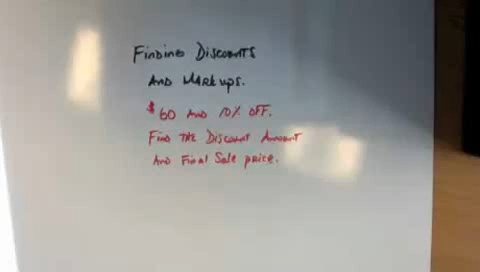 Finding Discounts
And Markups.
$60 And 10% off.
Find the Discount Amount
And Final Sale price.